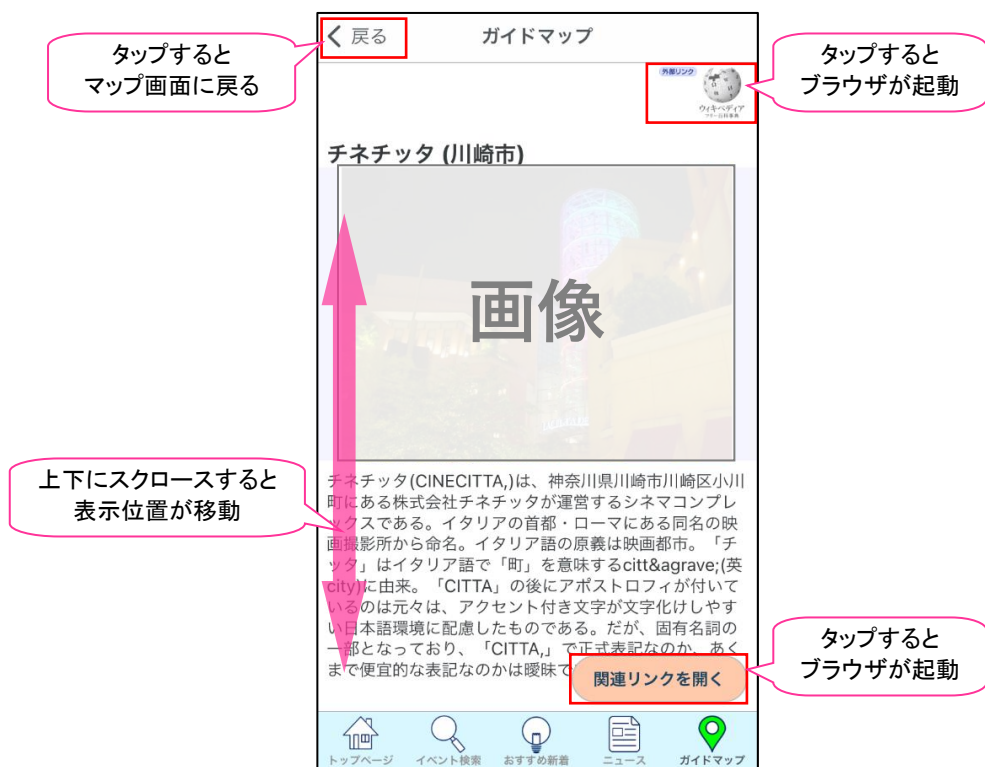 戻る
ガイドマップ
タップすると
マップ画面に戻る
タップすると
ブラウザが起動
外部リンク
ウィキペディア
フリー百科事典
チネチッタ (川崎市)
画像
上下にスクロースすると
表示位置が移動
チネチッタ(CINECITTA,)は、神奈川県川崎市川崎区小川
町にある株式会社チネチッタが運営するシネマコンプレ
ックスである。イタリアの首都・ローマにある同名の映
画撮影所から命名。イタリア語の原義は映画都市。「チ
ッタ」はイタリア語で「町」を意味するcitt&agrave;(英
city)に由来。「CITTA」の後にアポストロフィが付いて
いるのは元々は、アクセント付き文字が文字化けしやす
い日本語環境に配慮したものである。だが、固有名詞の
一部となっており、「CITTA,」で正式表記なのか、あく
まで便宜的な表記なのかは曖昧で
関連リンクを開く
タップすると
ブラウザが起動
トップページ
イベント検索
おすすめ新着
ニュース
ガイドマップ